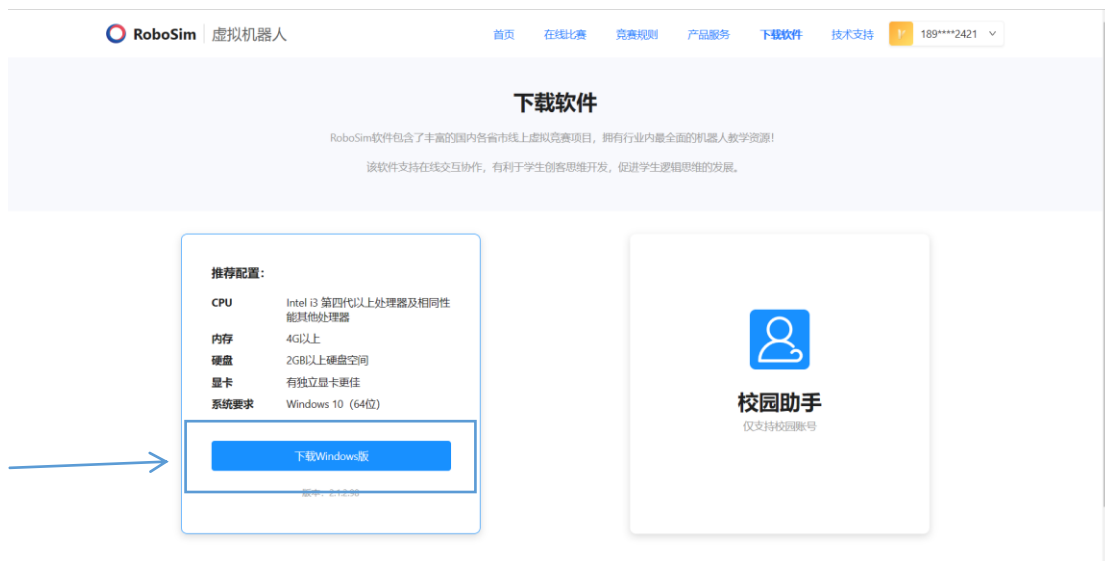 RoboSim 虚拟机器人
首页 在线比赛 竞赛规则 产品服务 下载软件 技术支持 189****2421
下载软件
RoboSim软件包含了丰富的国内各省市线上虚拟竞赛项目，拥有行业内最全面的机器人教学资源！
该软件支持在线交互协作，有利于学生创客思维开发，促进学生逻辑思维的发展。
推荐配置：
CPU Intel i3 第四代以上处理器及相同性
能其他处理器
内存 4G以上
硬盘 2GB以上硬盘空间
显卡 有独立显卡更佳
系统要求 Windows 10（64位）
下载Windows版
校园助手
仅支持校园账号